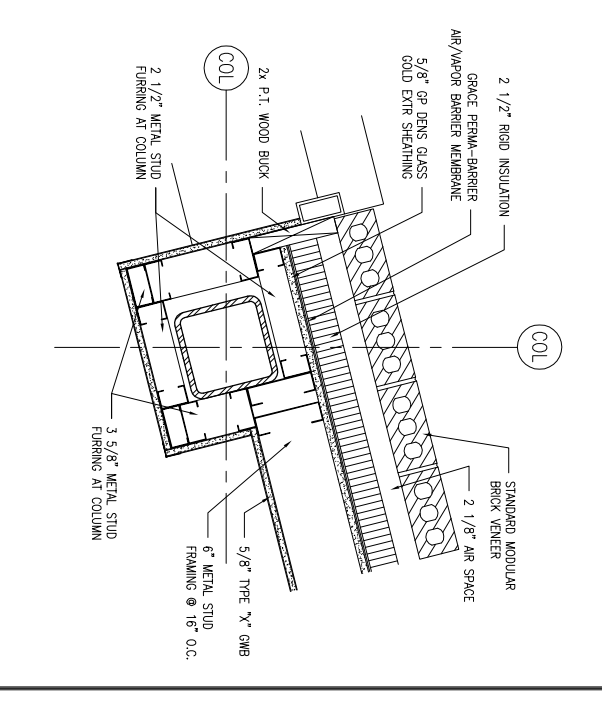 2 1/2" RIGID INSULATION
GRACE PERMA-BARRIER
AIR/VAPOR BARRIER MEMBRANE
5/8" GP DENS GLASS
GOLD EXTR SHEATHING
2x P.T. WOOD BUCK
COL
2 1/2" METAL STUD
FURRING AT COLUMN
COL
STANDARD MODULAR
BRICK VENEER
2 1/8" AIR SPACE
5/8" TYPE "X" GWB
6" METAL STUD
FRAMING @ 16" O.C.
3 5/8" METAL STUD
FURRING AT COLUMN